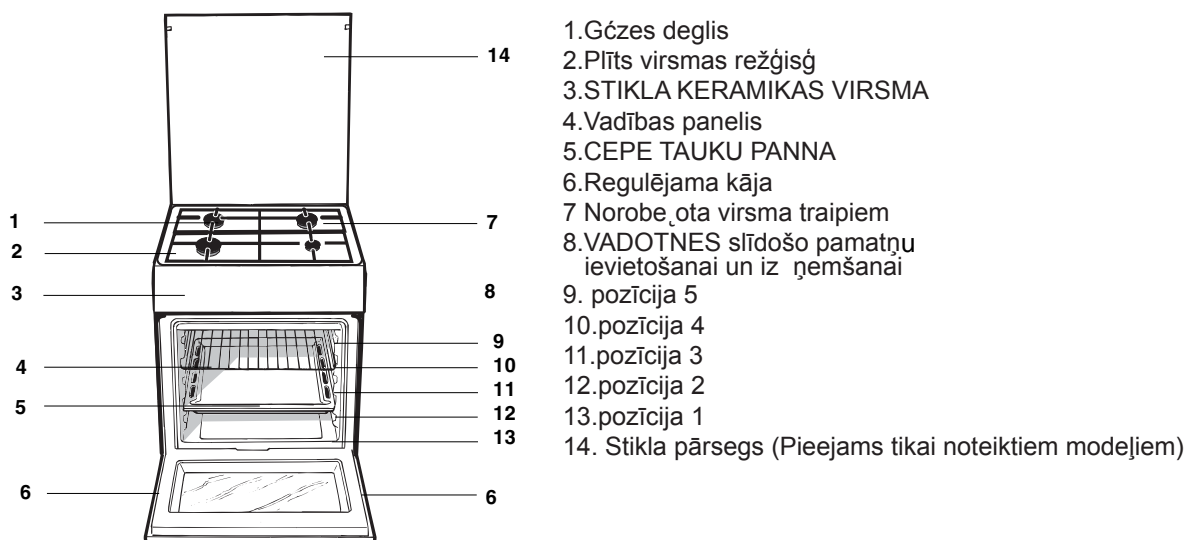 14
1
2
3
4
5
6
7
8
9
10
11
12
13
6
1.Gćzes deglis
2.Plīts virsmas režģisģ
3.STIKLA KERAMIKAS VIRSMA
4.Vadības panelis
5.CEPE TAUKU PANNA
6.Regulējama kāja
7 Norobe˛ota virsma traipiem
8.VADOTNES slīdošo pamatņu
ievietošanai un iz ņemšanai
9. pozīcija 5
10.pozīcija 4
11.pozīcija 3
12.pozīcija 2
13.pozīcija 1
14. Stikla pārsegs (Pieejams tikai noteiktiem modeļiem)